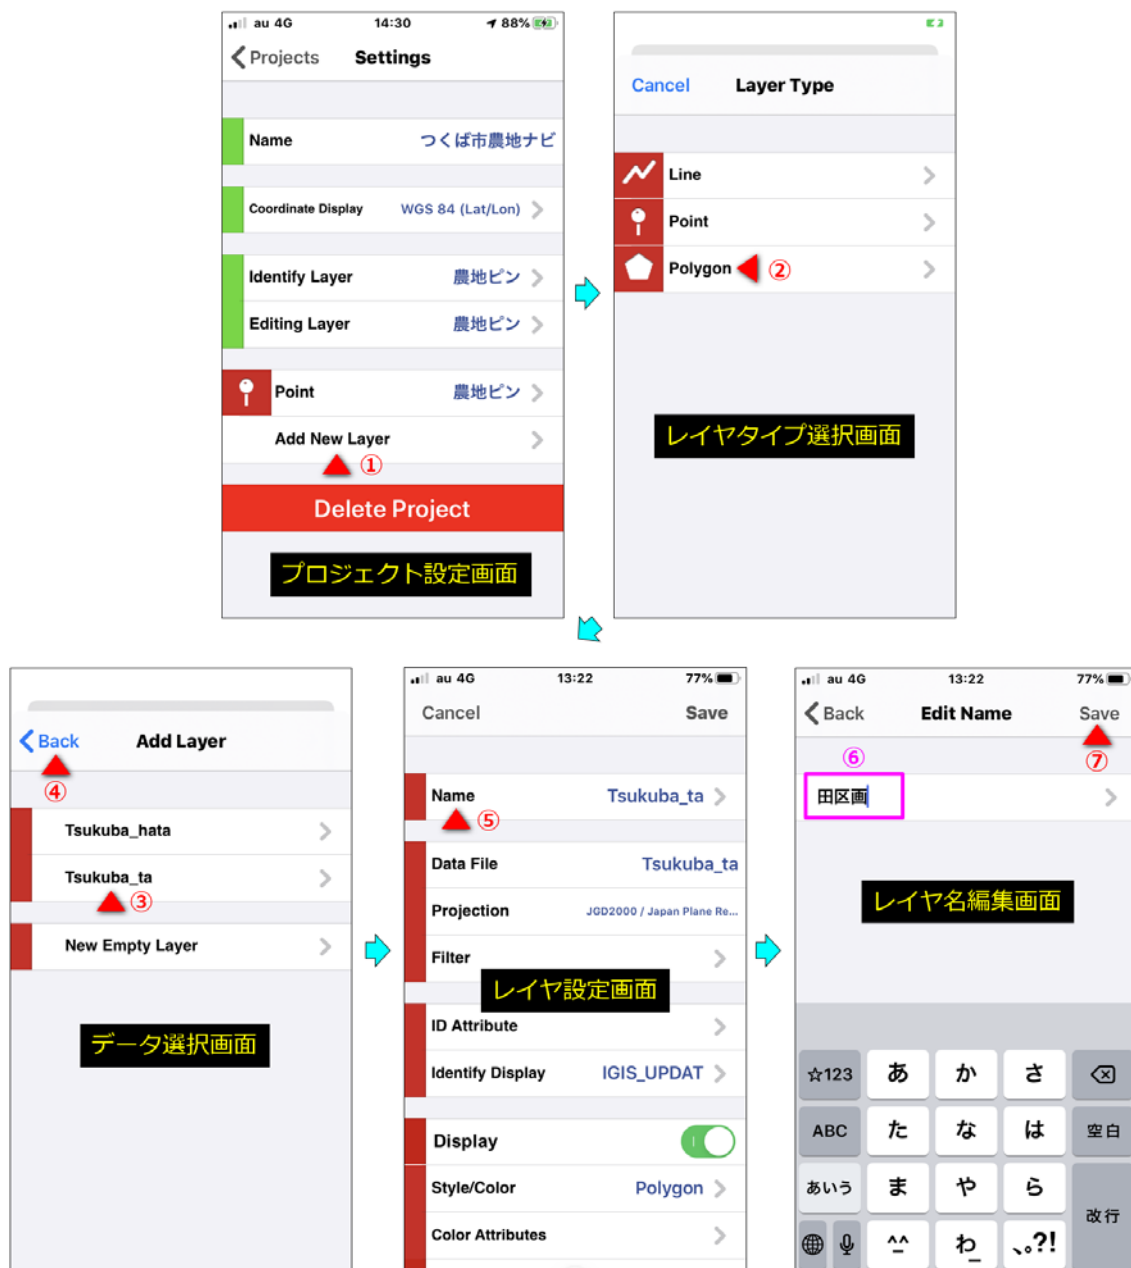 au 4G 14:30 88%
Projects Settings
Name つくば市農地ナビ
Coordinate Display WGS 84 (Lat/Lon)
Identify Layer 農地ピン
Editing Layer 農地ピン
Point 農地ピン
Add New Layer
①
Delete Project
プロジェクト設定画面
Cancel Layer Type
Line
Point
Polygon ②
レイヤタイプ選択画面
Back Add Layer
④
Tsukuba_hata
Tsukuba_ta
③
New Empty Layer
データ選択画面
au 4G 13:22 77%
Cancel Save
Name Tsukuba_ta
⑤
Data File Tsukuba_ta
Projection JGD2000 / Japan Plane Re...
Filter
レイヤ設定画面
ID Attribute
Identify Display IGIS_UPDAT
Display
Style/Color Polygon
Color Attributes
au 4G 13:22 77%
Back Edit Name Save
⑥ ⑦
田区画
レイヤ名編集画面
☆123 あ か さ
ABC た な は 空白
あいう ま や ら
改行
^^ わ_ 、。?!